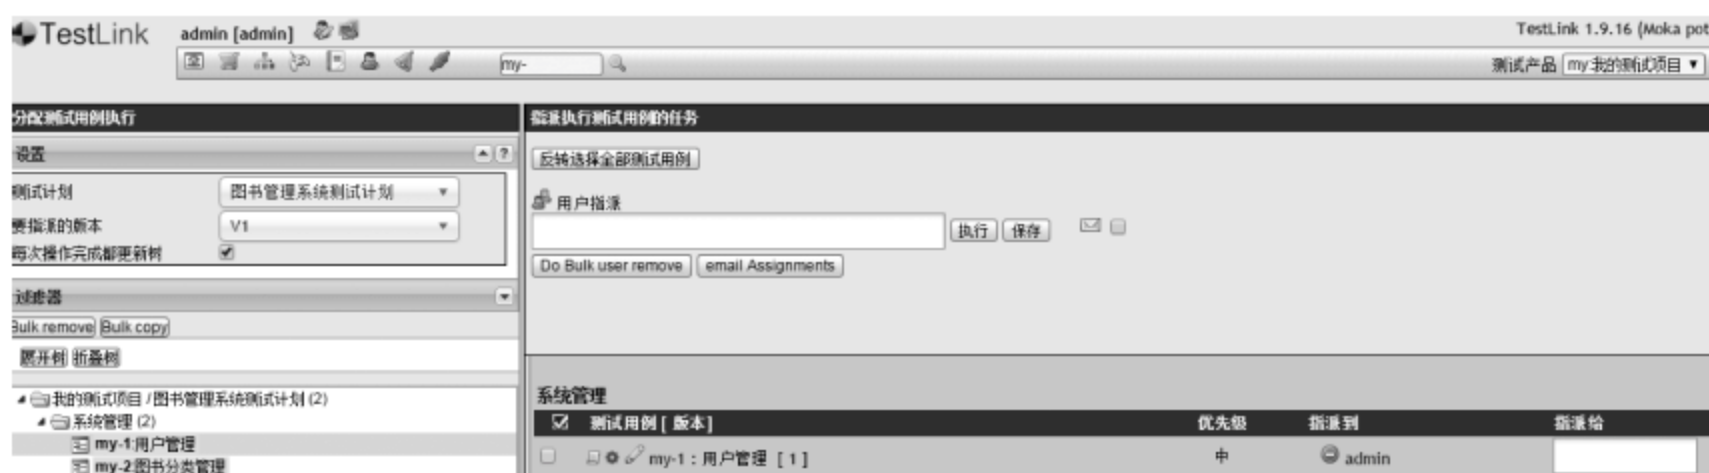 TestLink admin [admin] TestLink 1.9.16 (Moka pot
my- 测试产品 my:我的测试项目
分配测试用例执行
设置 ?
测试计划 图书管理系统测试计划
要指派的版本 V1
每次操作完成都更新树
过滤器
Bulk remove Bulk copy
展开树 折叠树
我的测试项目 / 图书管理系统测试计划 (2)
系统管理 (2)
my-1:用户管理
my-2:图书分类管理
指派执行测试用例的任务
反转选择全部测试用例
用户指派
执行 保存
Do Bulk user remove email Assignments
系统管理
测试用例 [ 版本] 优先级 指派到 指派给
my-1 : 用户管理 [ 1 ] 中 admin